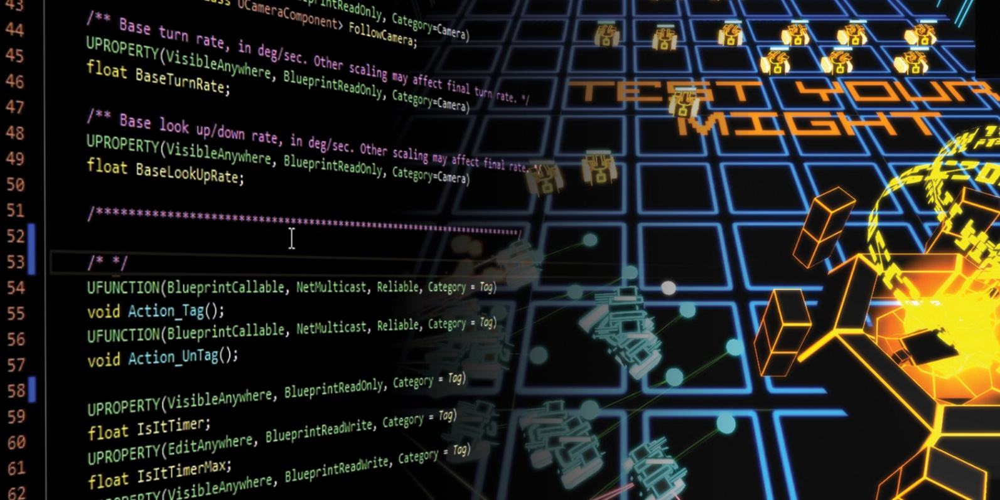 43
ntReadOnly, Category=Camera)
44
UCameraComponent> FollowCamera;
/** Base turn rate, in deg/sec. Other scaling may affect final turn rate. */
45
UPROPERTY(VisibleAnywhere, BlueprintReadOnly, Category=Camera)
46
float BaseTurnRate;
47
48
/** Base look up/down rate, in deg/sec. Other scaling may affect final rate. */
49
UPROPERTY(VisibleAnywhere, BlueprintReadOnly, Category=Camera)
50
float BaseLookUpRate;
51
/****************************************************************/
52
53
/* */
54
UFUNCTION(BlueprintCallable, NetMulticast, Reliable, Category = Tag)
55
void Action_Tag();
56
UFUNCTION(BlueprintCallable, NetMulticast, Reliable, Category = Tag)
57
void Action_UnTag();
58
UPROPERTY(VisibleAnywhere, BlueprintReadOnly, Category = Tag)
59
float IsItTimer;
60
UPROPERTY(EditAnywhere, BlueprintReadWrite, Category = Tag)
61
float IsItTimerMax;
62
UPROPERTY(VisibleAnywhere, BlueprintReadWrite, Category = Tag)
TEST YOUR
MIGHT